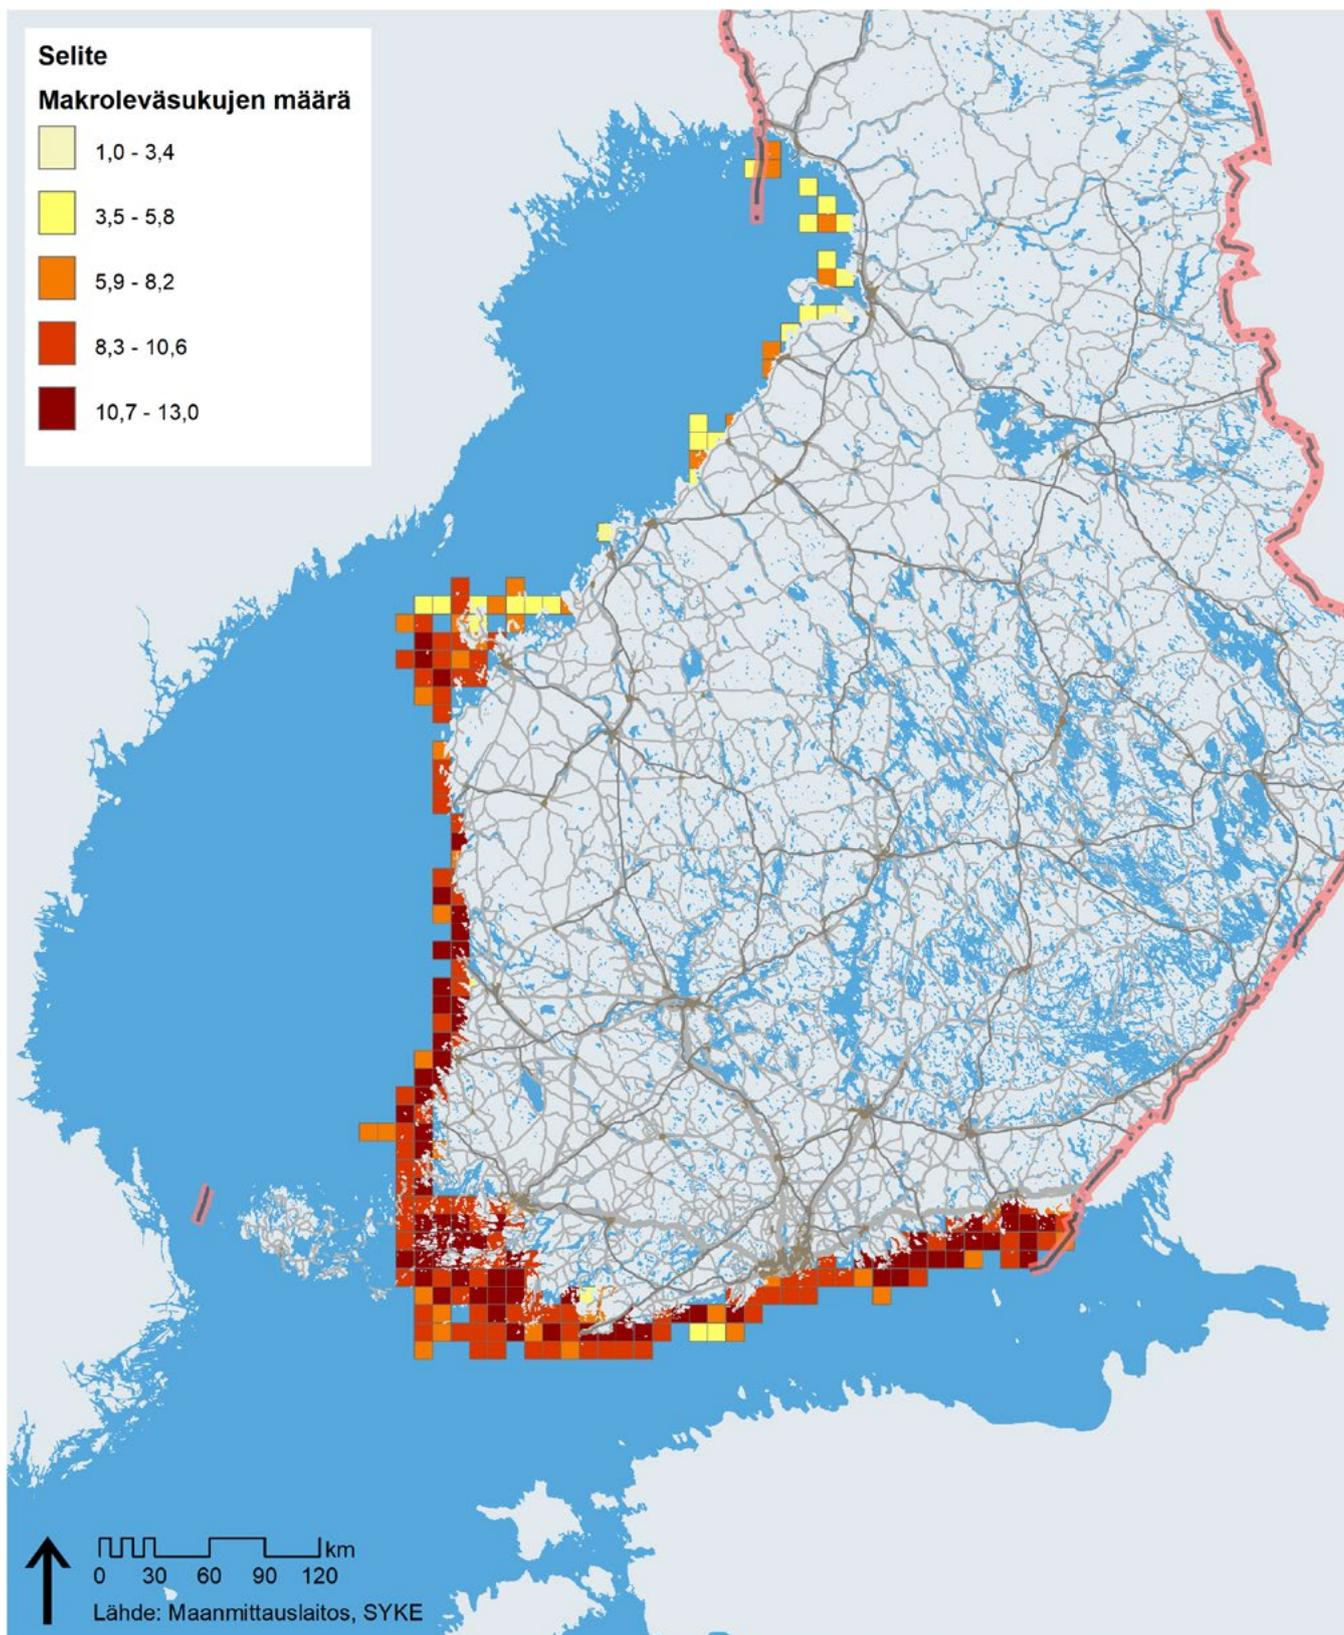 Selite
Makroleväsukujen määrä
1,0 - 3,4
3,5 - 5,8
5,9 - 8,2
8,3 - 10,6
10,7 - 13,0
km
0 30 60 90 120
Lähde: Maanmittauslaitos, SYKE